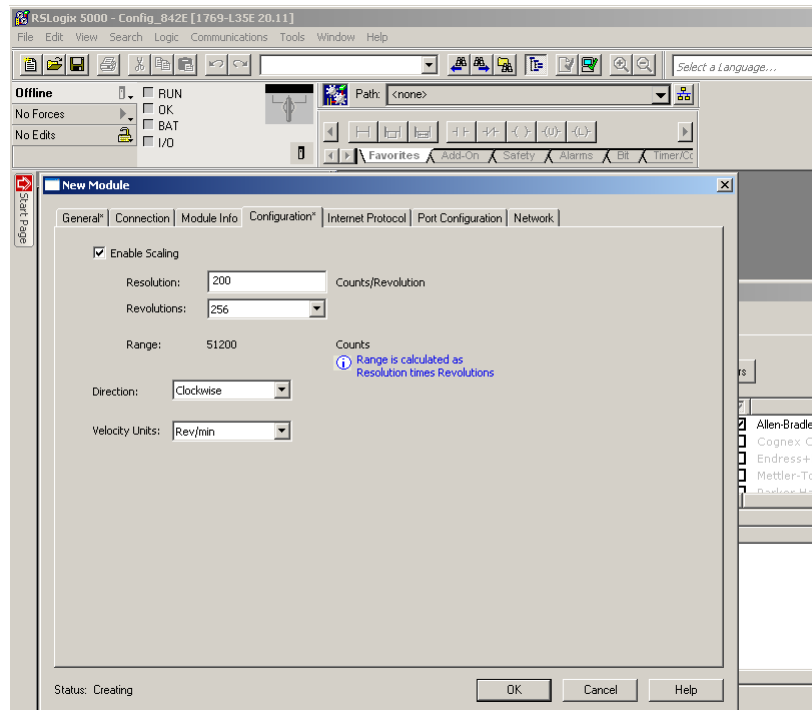 RSLogix 5000 - Config_842E [1769-L35E 20.11]
File Edit View Search Logic Communications Tools Window Help
Select a Language...
Offline
RUN
Path: <none>
No Forces
OK
No Edits
BAT
I/O
Favorites Add-On Safety Alarms Bit Timer/Cc
Start Page
New Module
General* Connection Module Info Configuration* Internet Protocol Port Configuration Network
Enable Scaling
Resolution: 200 Counts/Revolution
Revolutions: 256
Range: 51200 Counts
Range is calculated as
Resolution times Revolutions
rs
Direction: Clockwise
Allen-Bradle
Velocity Units: Rev/min
Cognex C
Endress+
Mettler-To
Parker Ha
Status: Creating
OK Cancel Help